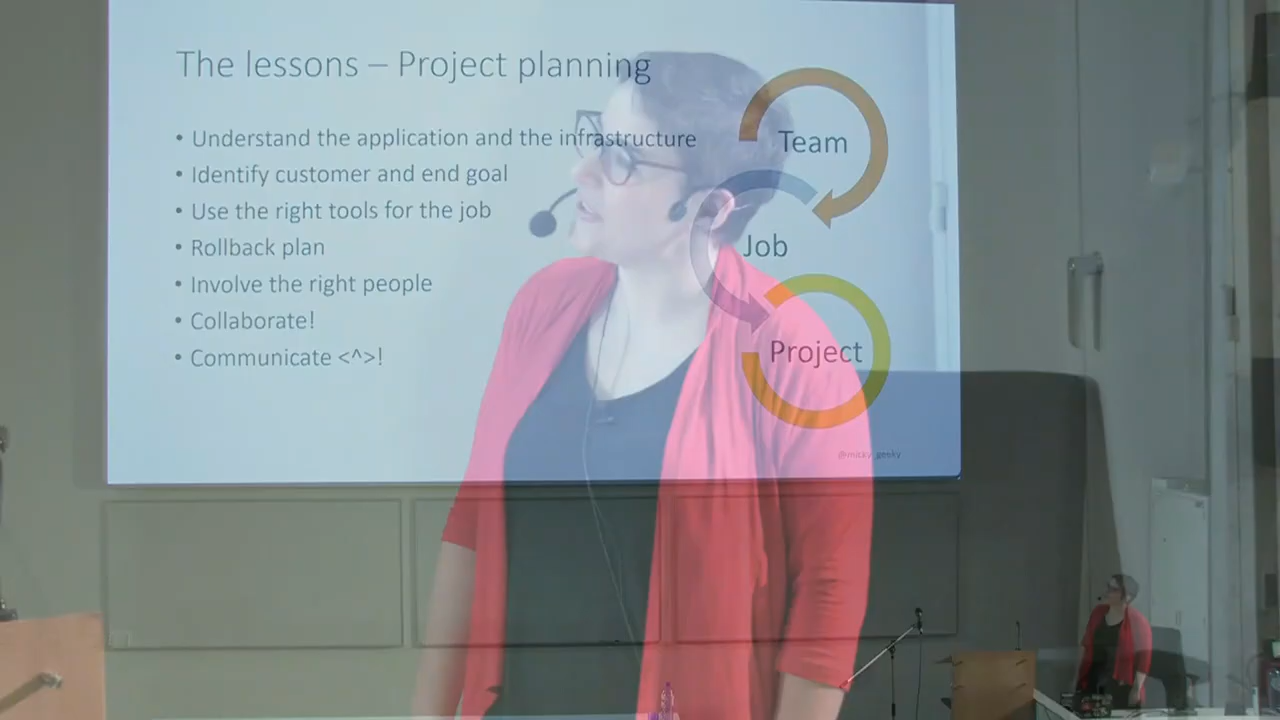 The lessons – Project planning
• Understand the application and the infrastructure
• Identify customer and end goal
• Use the right tools for the job
• Rollback plan
• Involve the right people
• Collaborate!
• Communicate <^>!
Team
Job
Project
@micky_geeky